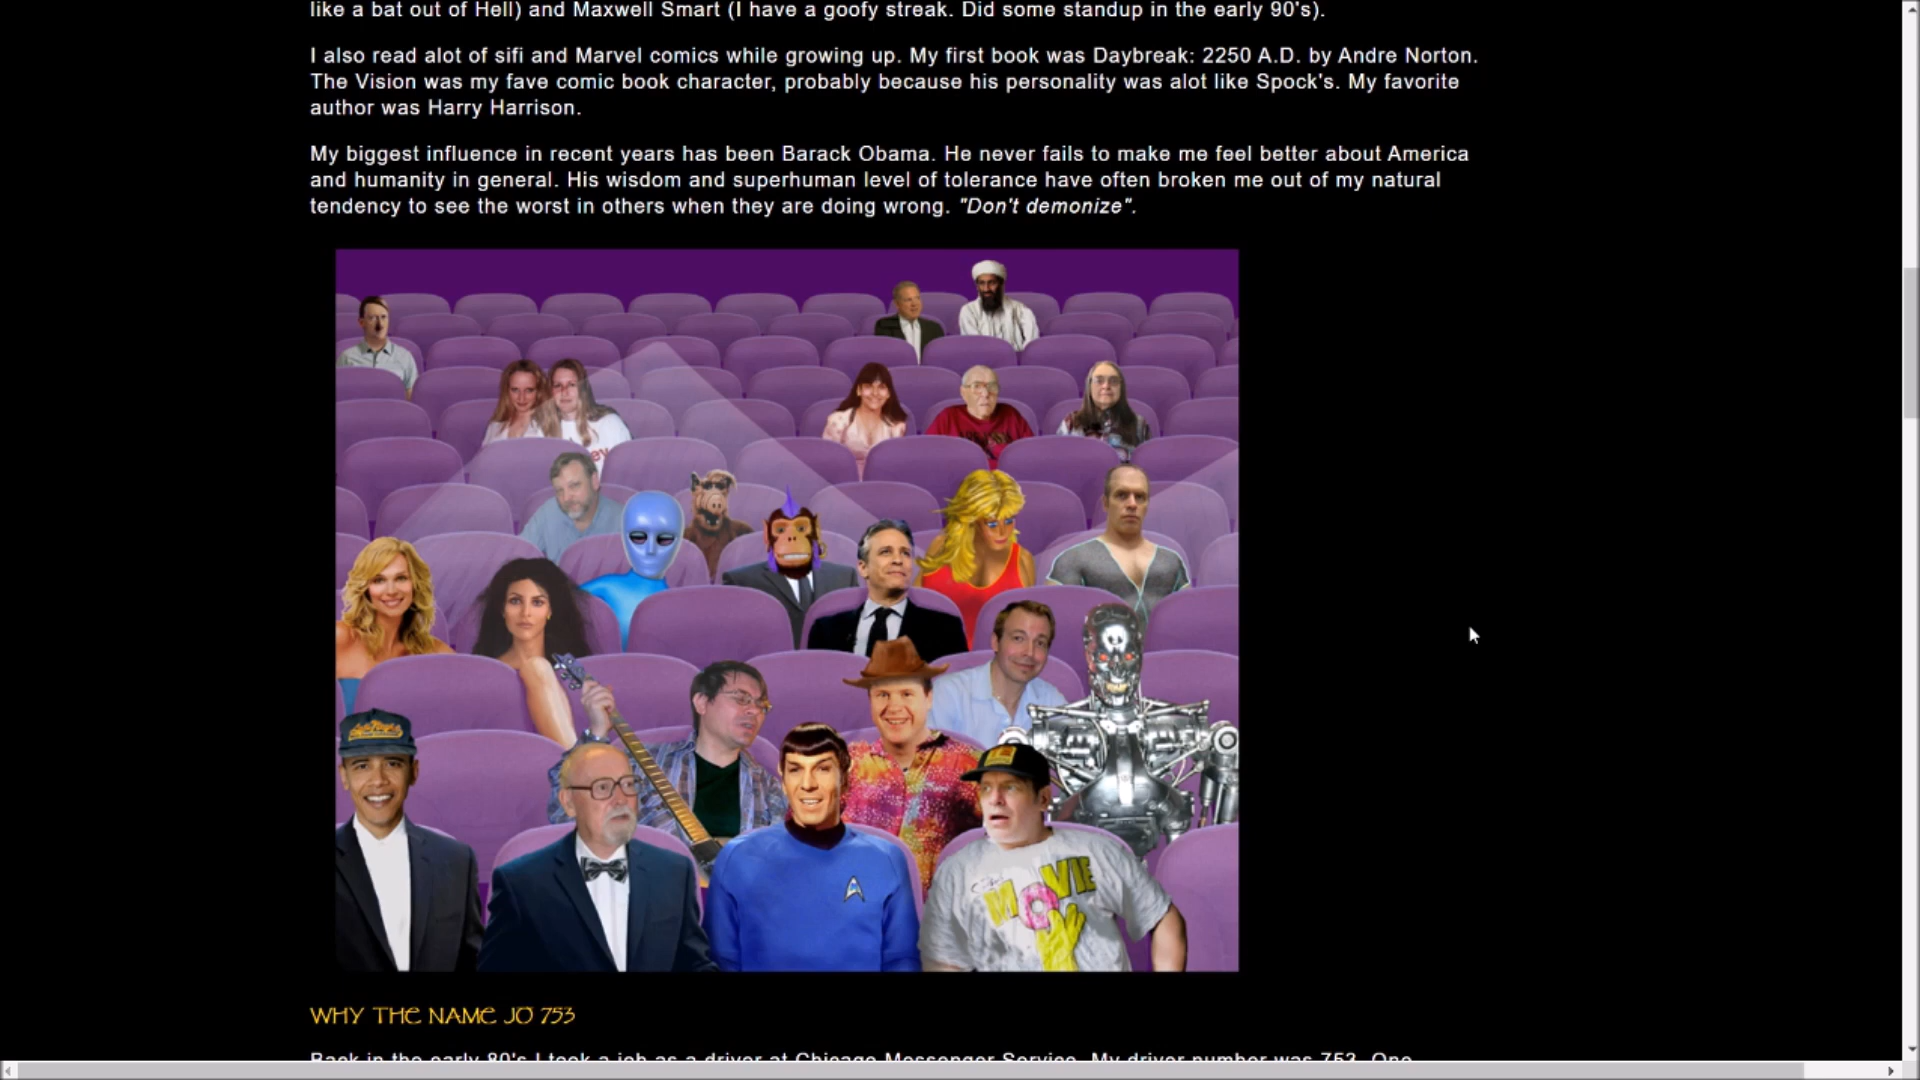 like a bat out of Hell) and Maxwell Smart (I have a goofy streak. Did some standup in the early 90's).
I also read alot of sifi and Marvel comics while growing up. My first book was Daybreak: 2250 A.D. by Andre Norton.
The Vision was my fave comic book character, probably because his personality was alot like Spock's. My favorite
author was Harry Harrison.
My biggest influence in recent years has been Barack Obama. He never fails to make me feel better about America
and humanity in general. His wisdom and superhuman level of tolerance have often broken me out of my natural
tendency to see the worst in others when they are doing wrong. "Don't demonize".
MOVIE
WHY THE NAME JO 753
Back in the early 80's I took a job as a driver at Chicago Messenger Service. My driver number was 753. One